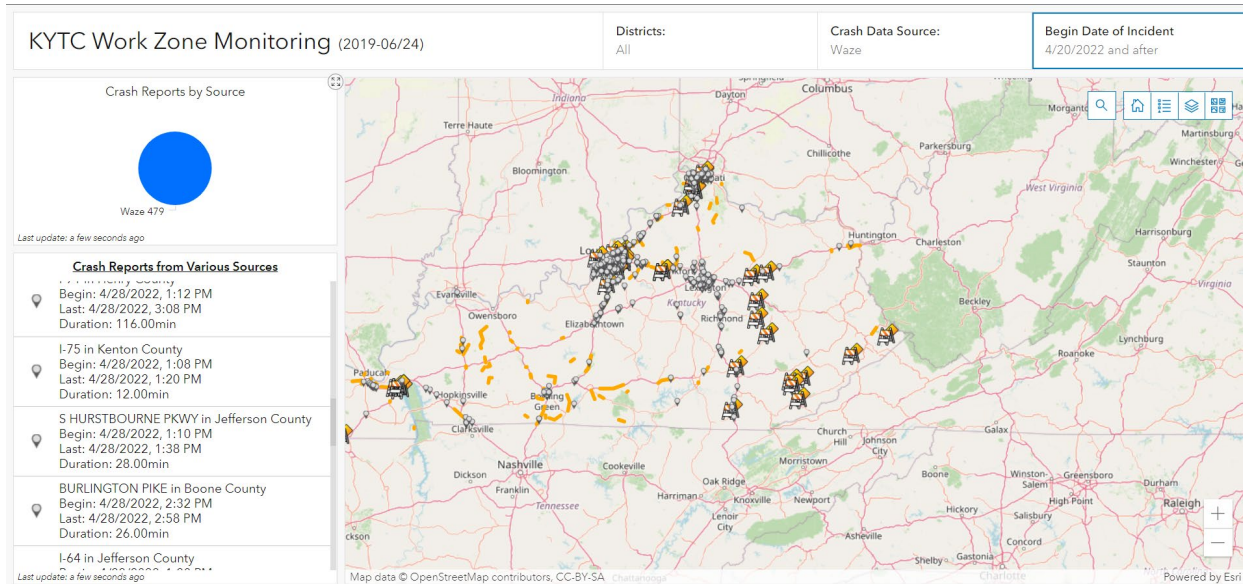 KYTC Work Zone Monitoring (2019-06/24)
Districts:
All
Crash Data Source:
Waze
Begin Date of Incident
4/20/2022 and after
Crash Reports by Source
Waze 479
Last update: a few seconds ago
Crash Reports from Various Sources
Begin: 4/28/2022, 1:12 PM
Last: 4/28/2022, 3:08 PM
Duration: 116.00min
I-75 in Kenton County
Begin: 4/28/2022, 1:08 PM
Last: 4/28/2022, 1:20 PM
Duration: 12.00min
S HURSTBOURNE PKWY in Jefferson County
Begin: 4/28/2022, 1:10 PM
Last: 4/28/2022, 1:38 PM
Duration: 28.00min
BURLINGTON PIKE in Boone County
Begin: 4/28/2022, 2:32 PM
Last: 4/28/2022, 2:58 PM
Duration: 26.00min
I-64 in Jefferson County
Last update: a few seconds ago
Columbus
Dayton
Indiana
Morganto
Terre Haute
Martinsburg
Parkersburg
Chillicothe
Winchester
Bloomington
West Virginia
Harrisonburg
Huntington
Charleston
Staunton
Evansville
Kentucky
Virginia
Owensboro
Beckley
Elizabethtown
Richmond
Lynchburg
Roanoke
Paducah
Hopkinsville
Green
Clarksville
Church
Hill
Johnson
City
Galax
Nashville
Cookeville
Morristown
Dickson
Oak Ridge
Boone
Winston-
Salem
Greensboro
Durham
Franklin
Harriman
Knoxville
Newport
High Point
Tennessee
Hickory
Salisbury
Raleigh
Lenoir
City
Asheville
Concord
Shelby
Gastonia
Charlotte
Chattanooga
Map data © OpenStreetMap contributors, CC-BY-SA
Powered by Esri